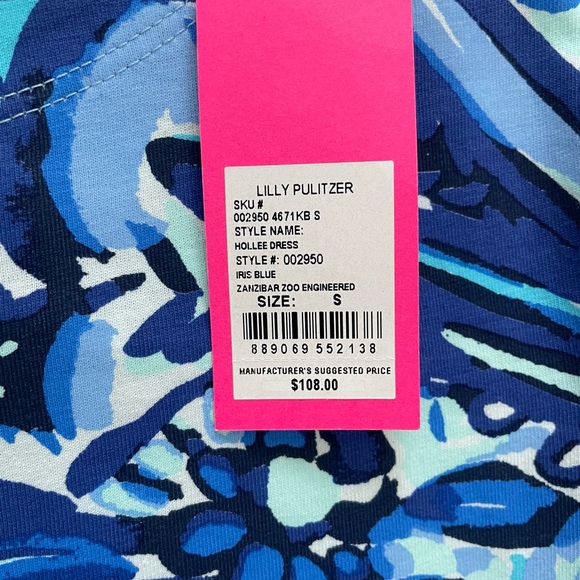 LILLY PULITZER
SKU #
002950 4671KB S
STYLE NAME:
HOLLEE DRESS
STYLE #: 002950
IRIS BLUE
ZANZIBAR ZOO ENGINEERED
SIZE: S
889069 552138
MANUFACTURER'S SUGGESTED PRICE
$108.00